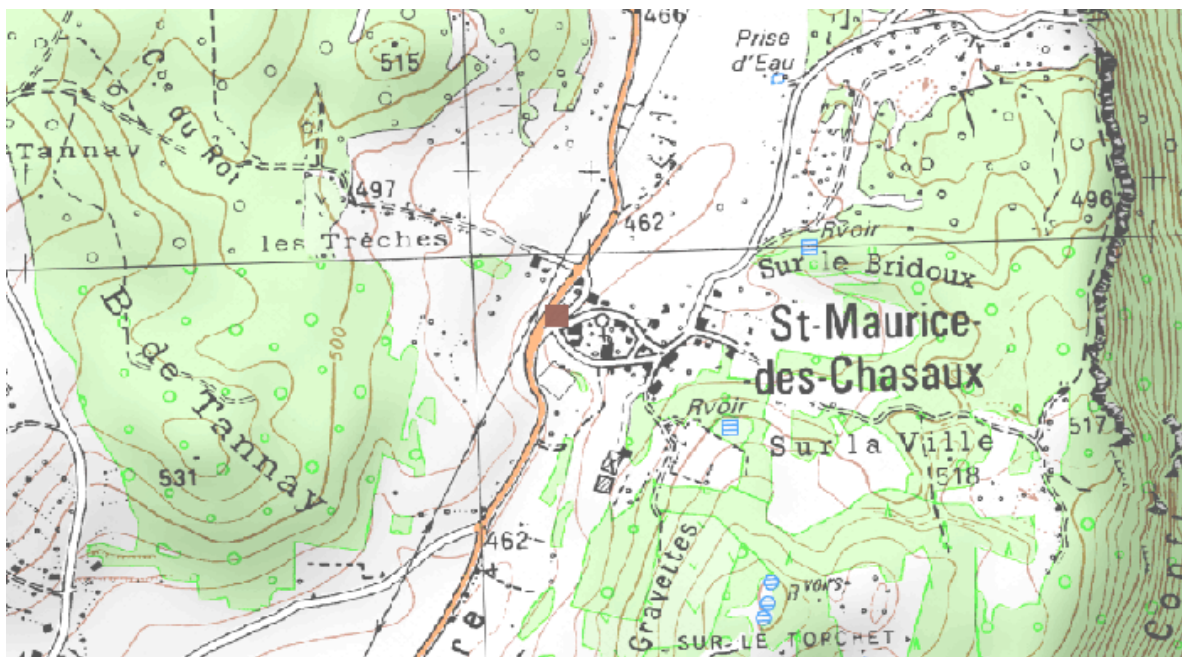 466
Prise
d'Eau
515
Cne du Roi
Tannay
497
496
462
les Trèches
Rvoir
Sur le Bridoux
St-Maurice-
-des-Chasaux
500
B. de Tannay
Rvoir
517
Sur la Ville
518
531
462
Gravettes
Rvoirs
SUR LE TORCHET